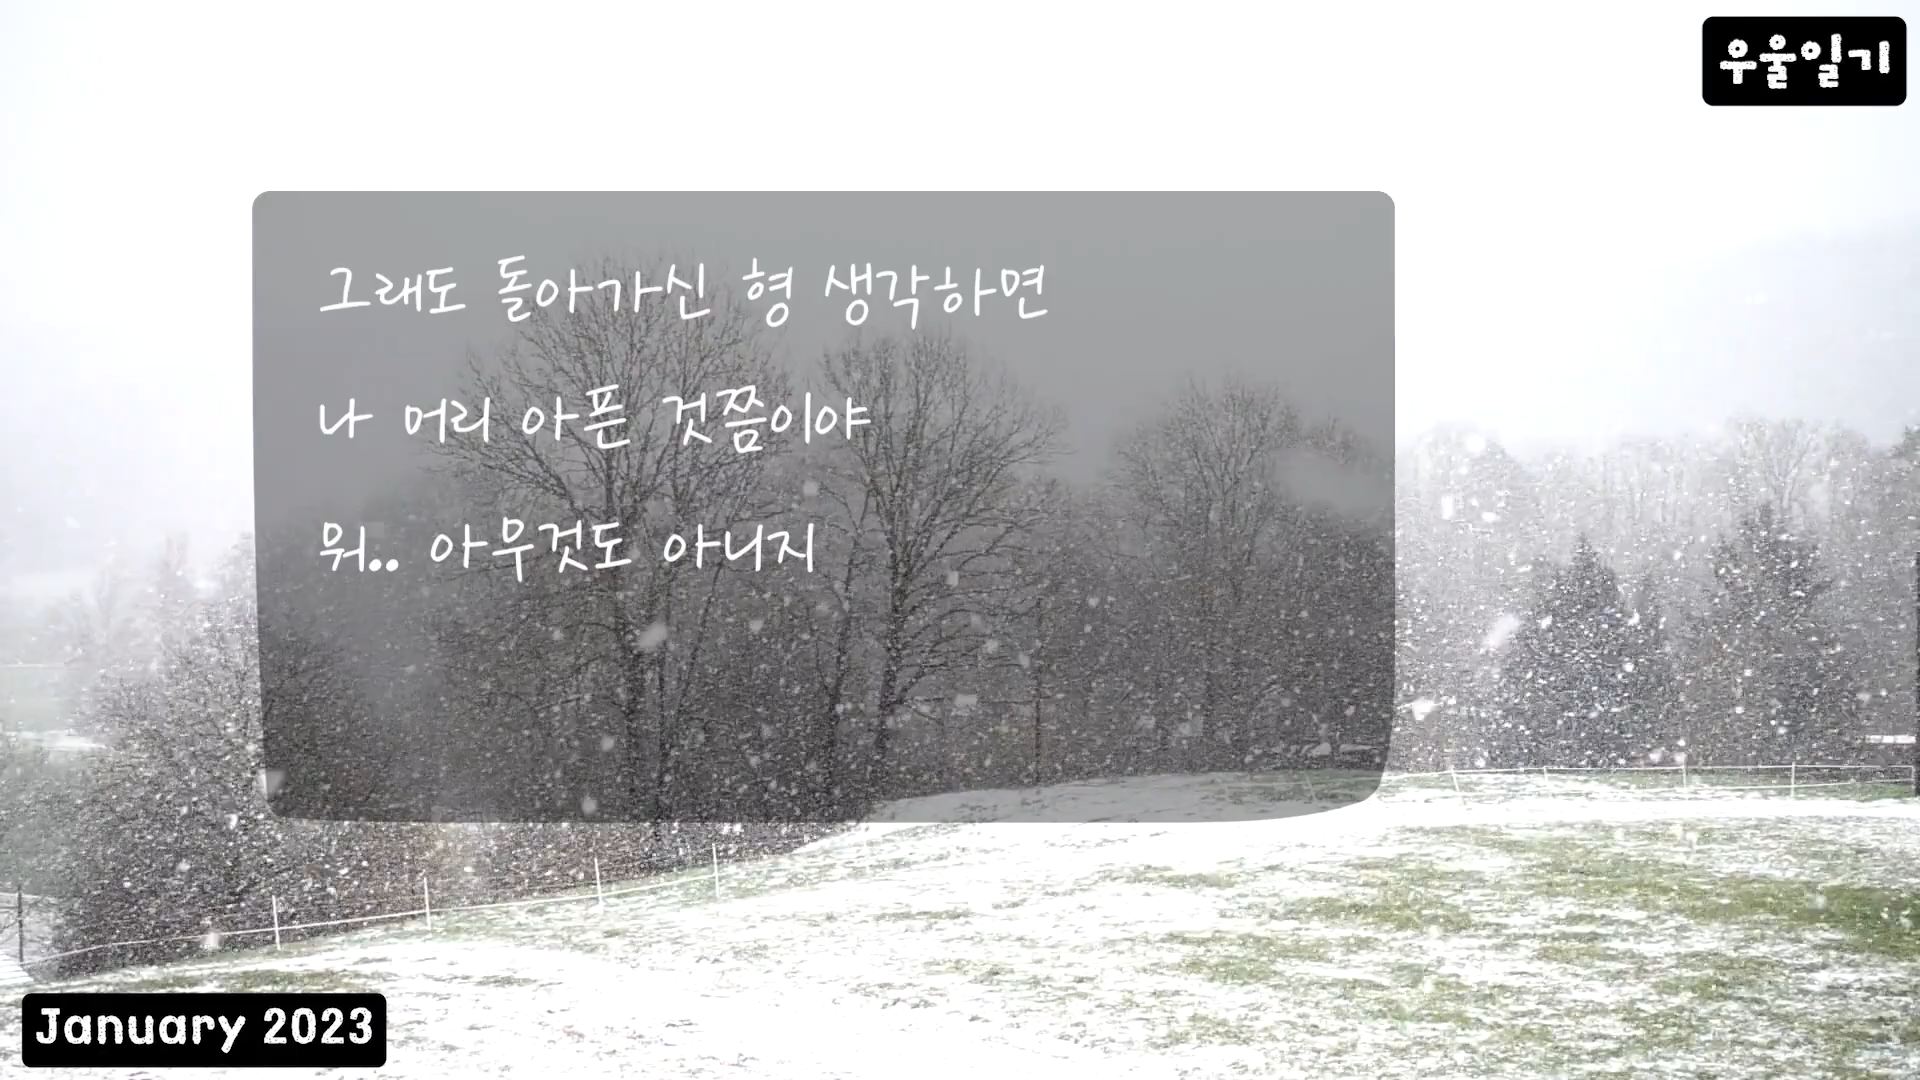 우울일기
그래도 돌아가신 형 생각하면
나 머리 아픈 것쯤이야
뭐.. 아무것도 아니지
January 2023